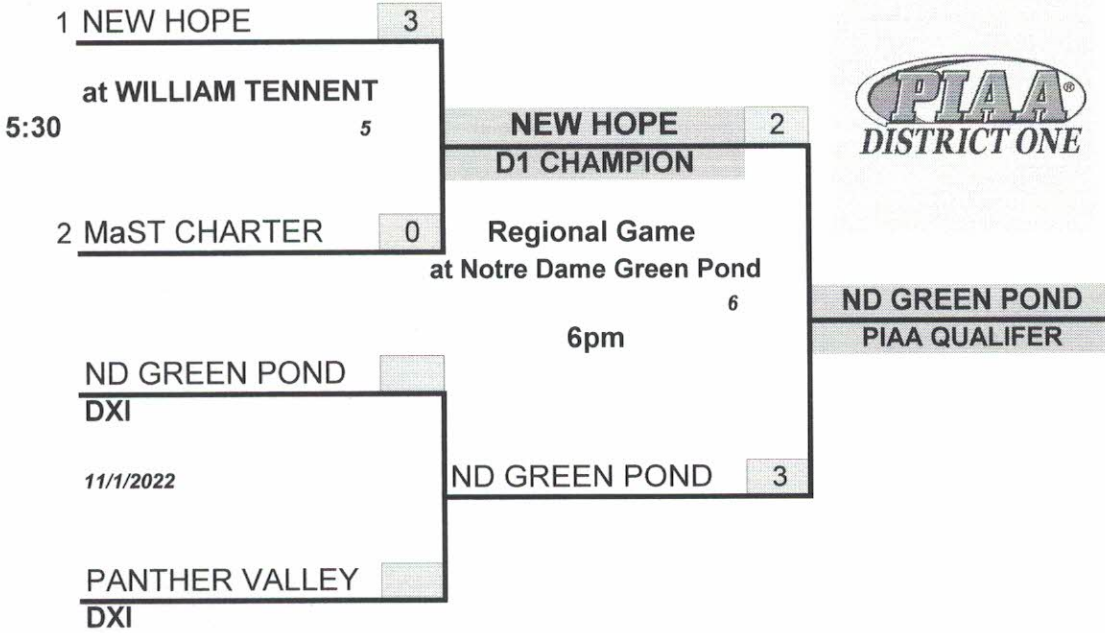 1 NEW HOPE 3
at WILLIAM TENNENT
5:30 5
2 MaST CHARTER 0
NEW HOPE 2
D1 CHAMPION
Regional Game
at Notre Dame Green Pond
6
6pm
PIAA®
DISTRICT ONE
ND GREEN POND
PIAA QUALIFER
ND GREEN POND
DXI
11/1/2022
ND GREEN POND 3
PANTHER VALLEY
DXI